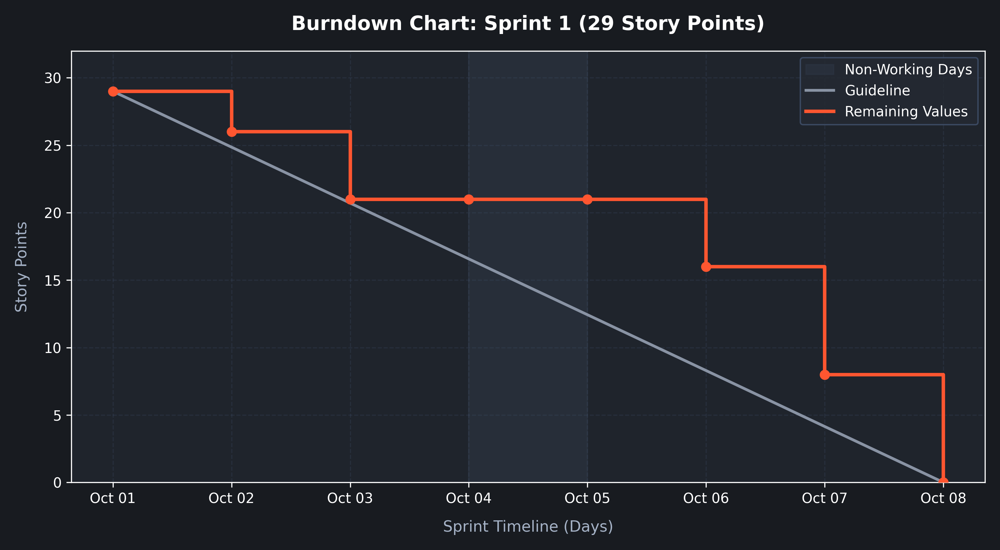 Burndown Chart: Sprint 1 (29 Story Points)
Non-Working Days
Guideline
Remaining Values
Story Points
30
25
20
15
10
5
0
Oct 01 Oct 02 Oct 03 Oct 04 Oct 05 Oct 06 Oct 07 Oct 08
Sprint Timeline (Days)